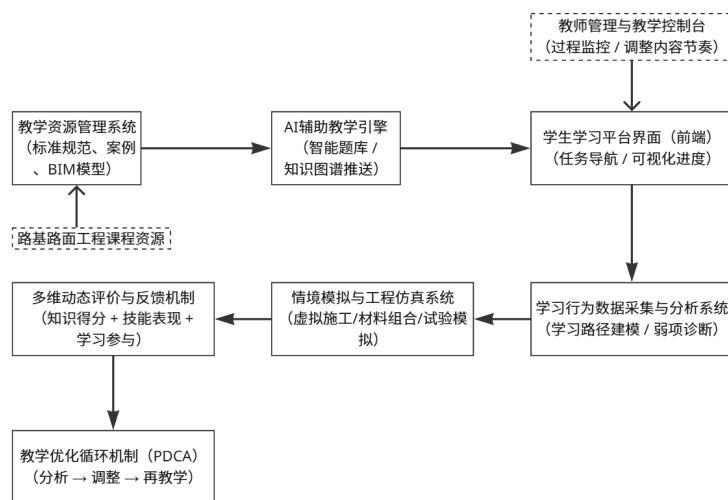 教师管理与教学控制台
（过程监控 / 调整内容节奏）
教学资源管理系统
（标准规范、案例
、BIM模型）
AI辅助教学引擎
（智能题库 /
知识图谱推送）
学生学习平台界面（前端）
（任务导航 / 可视化进度）
路基路面工程课程资源
多维动态评价与反馈机制
（知识得分 + 技能表现 +
学习参与）
情境模拟与工程仿真系统
（虚拟施工/材料组合/试验模
拟）
学习行为数据采集与分析系统
（学习路径建模 / 弱项诊断）
教学优化循环机制（PDCA）
（分析 → 调整 → 再教学）